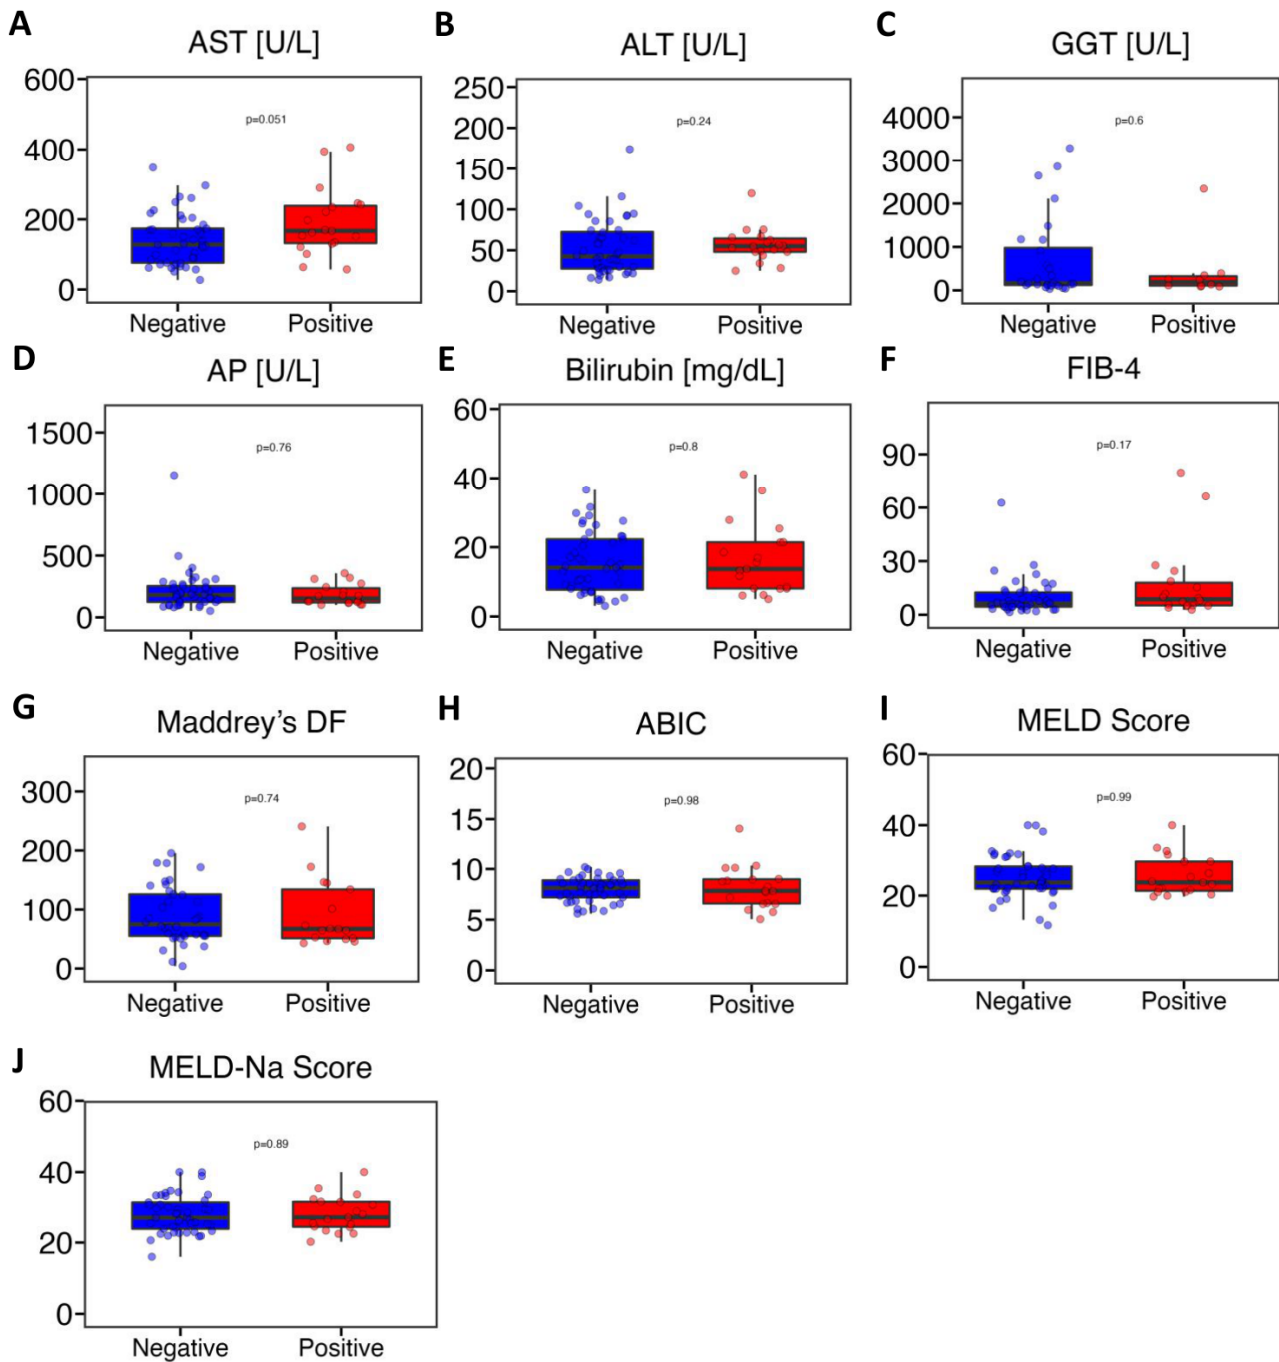 A
AST [U/L]
600
400
200
0
p=0.051
Negative
Positive
B
ALT [U/L]
250
200
150
100
50
0
p=0.24
Negative
Positive
C
GGT [U/L]
4000
3000
2000
1000
0
p=0.6
Negative
Positive
D
AP [U/L]
1500
1000
500
0
p=0.76
Negative
Positive
E
Bilirubin [mg/dL]
60
40
20
0
p=0.8
Negative
Positive
F
FIB-4
90
60
30
0
p=0.17
Negative
Positive
G
Maddrey’s DF
300
200
100
0
p=0.74
Negative
Positive
H
ABIC
20
15
10
5
0
p=0.98
Negative
Positive
I
MELD Score
60
40
20
0
p=0.99
Negative
Positive
J
MELD-Na Score
60
40
20
0
p=0.89
Negative
Positive